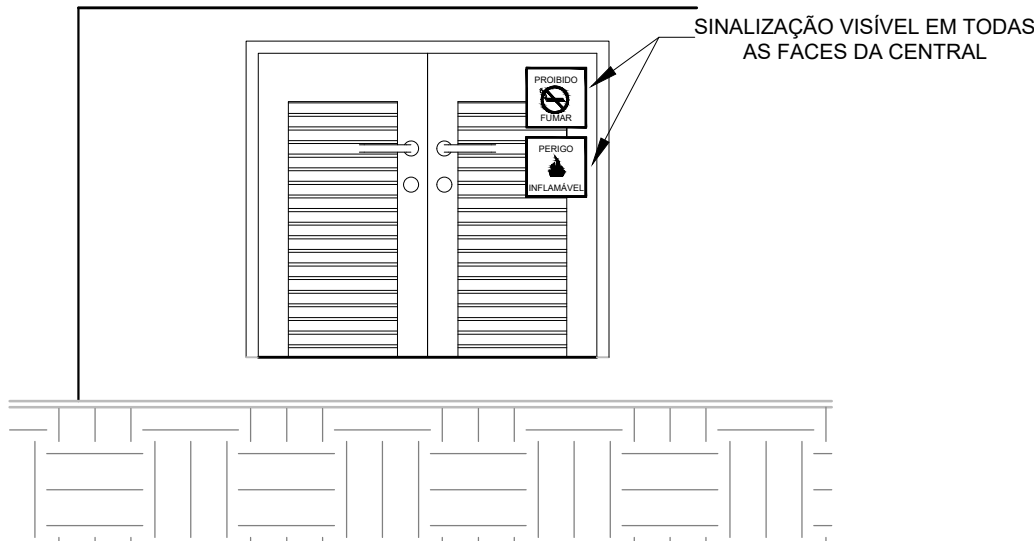 SINALIZAÇÃO VISÍVEL EM TODAS
AS FACES DA CENTRAL
PROIBIDO
FUMAR
PERIGO
INFLAMÁVEL